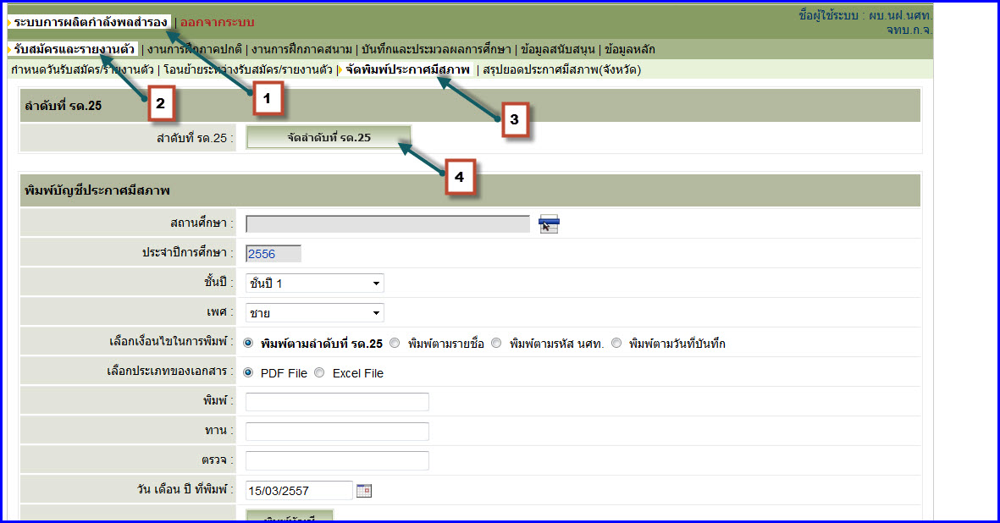 ระบบการผลิตกำลังพลสำรอง | ออกจากระบบ
ชื่อผู้ใช้ระบบ : ผบ.นฝ.นศท.
จทบ.ก.จ.
รับสมัครและรายงานตัว | งานการฝึกภาคปกติ | งานการฝึกภาคสนาม | บันทึกและประมวลผลการศึกษา | ข้อมูลสนับสนุน | ข้อมูลหลัก
กำหนดวันรับสมัคร/รายงานตัว | โอนย้ายระหว่างรับสมัคร/รายงานตัว | จัดพิมพ์ประกาศมีสภาพ | สรุปยอดประกาศมีสภาพ(จังหวัด)
1
2
3
ลำดับที่ รด.25
ลำดับที่ รด.25 : จัดลำดับที่ รด.25
4
พิมพ์บัญชีประกาศมีสภาพ
สถานศึกษา :
ประจำปีการศึกษา : 2556
ชั้นปี : ชั้นปี 1
เพศ : ชาย
เลือกเงื่อนไขในการพิมพ์ : พิมพ์ตามลำดับที่ รด.25 พิมพ์ตามรายชื่อ พิมพ์ตามรหัส นศท. พิมพ์ตามวันที่บันทึก
เลือกประเภทของเอกสาร : PDF File Excel File
พิมพ์ :
ทาน :
ตรวจ :
วัน เดือน ปี ที่พิมพ์ : 15/03/2557